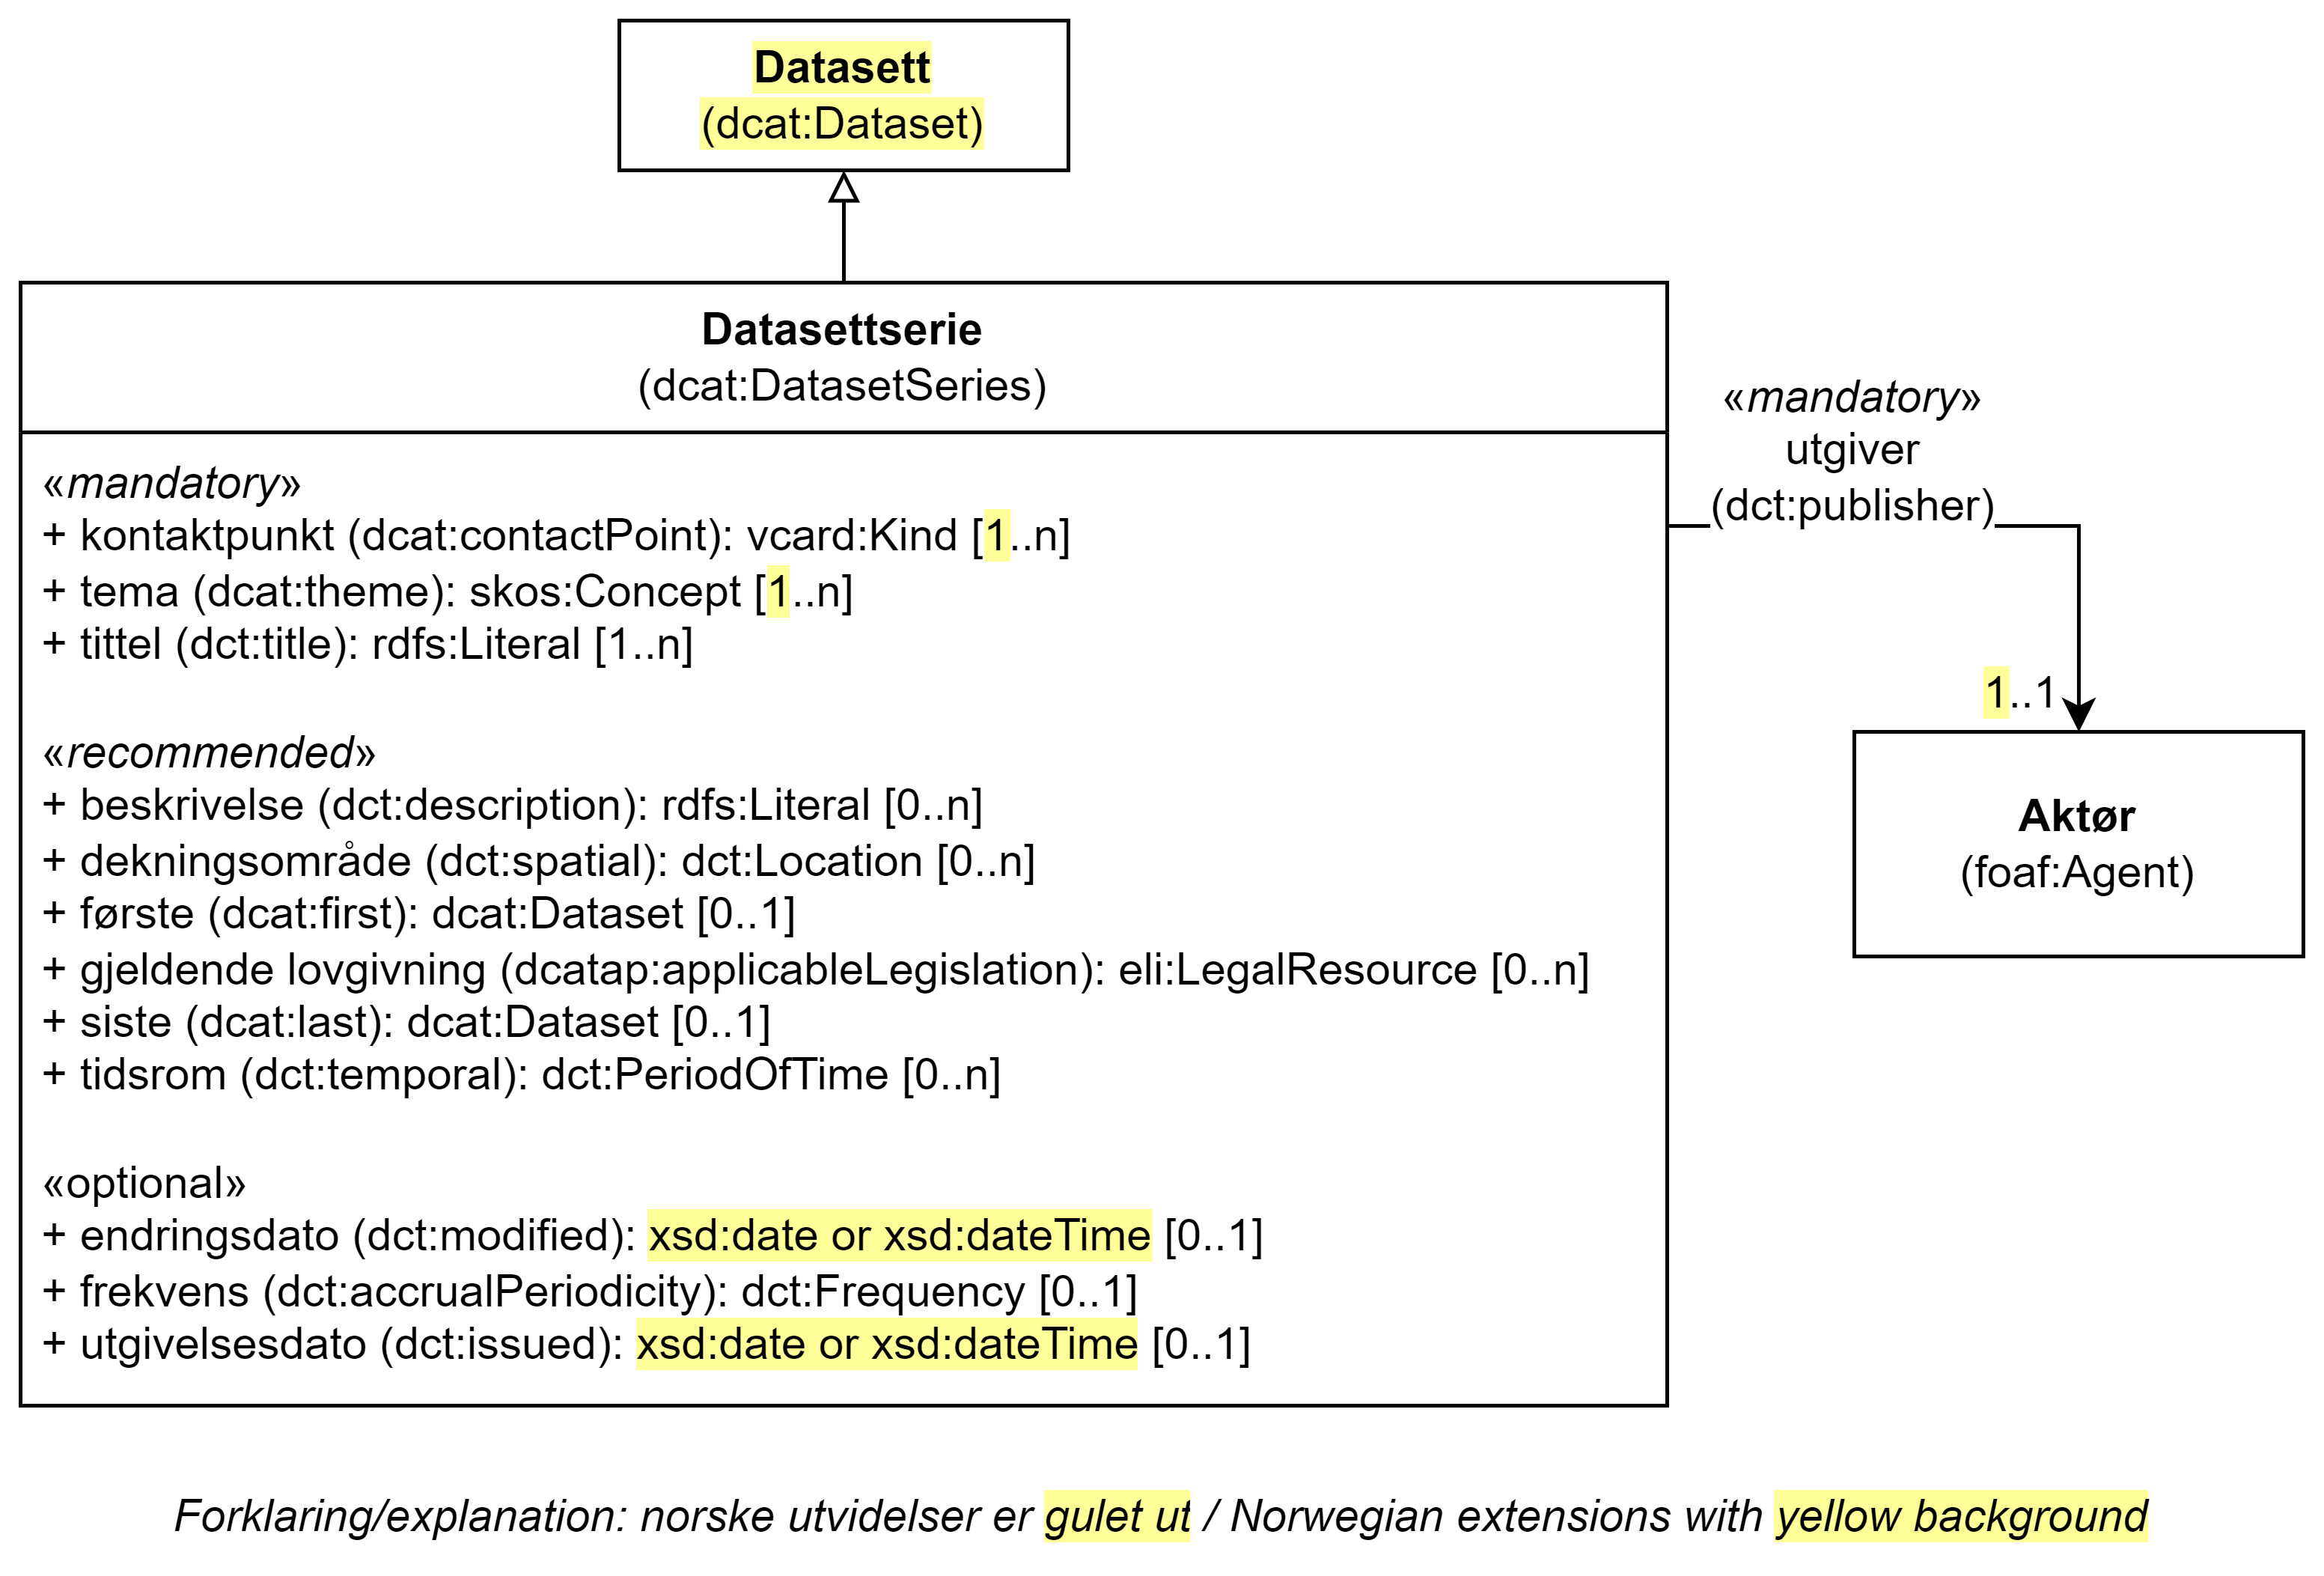 Datasett
(dcat:Dataset)
Datasettserie
(dcat:DatasetSeries)
«mandatory»
+ kontaktpunkt (dcat:contactPoint): vcard:Kind [1..n]
+ tema (dcat:theme): skos:Concept [1..n]
+ tittel (dct:title): rdfs:Literal [1..n]
«recommended»
+ beskrivelse (dct:description): rdfs:Literal [0..n]
+ dekningsområde (dct:spatial): dct:Location [0..n]
+ første (dcat:first): dcat:Dataset [0..1]
+ gjeldende lovgivning (dcatap:applicableLegislation): eli:LegalResource [0..n]
+ siste (dcat:last): dcat:Dataset [0..1]
+ tidsrom (dct:temporal): dct:PeriodOfTime [0..n]
«optional»
+ endringsdato (dct:modified): xsd:date or xsd:dateTime [0..1]
+ frekvens (dct:accrualPeriodicity): dct:Frequency [0..1]
+ utgivelsesdato (dct:issued): xsd:date or xsd:dateTime [0..1]
«mandatory»
utgiver
(dct:publisher)
1..1
Aktør
(foaf:Agent)
Forklaring/explanation: norske utvidelser er gulet ut / Norwegian extensions with yellow background